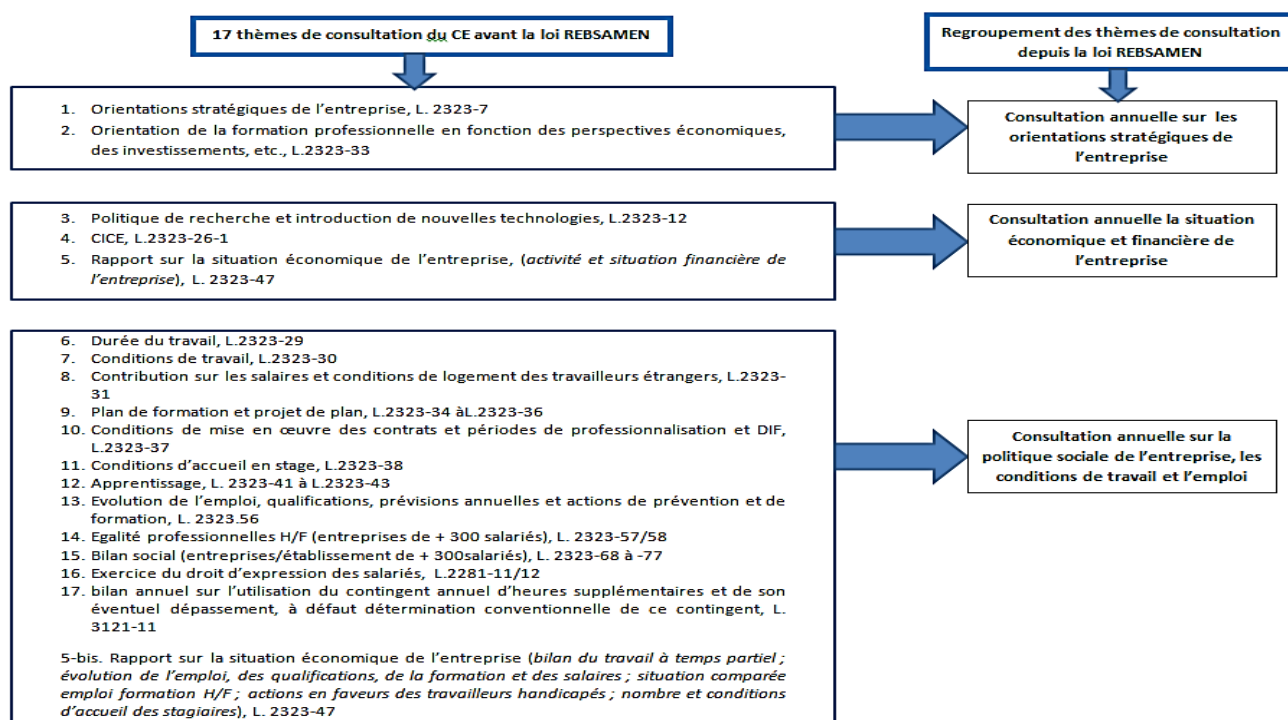 17 thèmes de consultation du CE avant la loi REBSAMEN
Regroupement des thèmes de consultation
depuis la loi REBSAMEN
1. Orientations stratégiques de l’entreprise, L. 2323-7
2. Orientation de la formation professionnelle en fonction des perspectives économiques,
des investissements, etc., L.2323-33
Consultation annuelle sur les
orientations stratégiques de
l’entreprise
3. Politique de recherche et introduction de nouvelles technologies, L.2323-12
4. CICE, L.2323-26-1
5. Rapport sur la situation économique de l’entreprise, (activité et situation financière de
l’entreprise), L. 2323-47
Consultation annuelle la situation
économique et financière de
l’entreprise
6. Durée du travail, L.2323-29
7. Conditions de travail, L.2323-30
8. Contribution sur les salaires et conditions de logement des travailleurs étrangers, L.2323-
31
9. Plan de formation et projet de plan, L.2323-34 àL.2323-36
10. Conditions de mise en œuvre des contrats et périodes de professionnalisation et DIF,
L.2323-37
11. Conditions d’accueil en stage, L.2323-38
12. Apprentissage, L. 2323-41 à L.2323-43
13. Evolution de l’emploi, qualifications, prévisions annuelles et actions de prévention et de
formation, L. 2323.56
14. Egalité professionnelles H/F (entreprises de + 300 salariés), L. 2323-57/58
15. Bilan social (entreprises/établissement de + 300salariés), L. 2323-68 à -77
16. Exercice du droit d’expression des salariés, L.2281-11/12
17. bilan annuel sur l’utilisation du contingent annuel d’heures supplémentaires et de son
éventuel dépassement, à défaut détermination conventionnelle de ce contingent, L.
3121-11
5-bis. Rapport sur la situation économique de l’entreprise (bilan du travail à temps partiel ;
évolution de l’emploi, des qualifications, de la formation et des salaires ; situation comparée
emploi formation H/F ; actions en faveurs des travailleurs handicapés ; nombre et conditions
d’accueil des stagiaires), L. 2323-47
Consultation annuelle sur la
politique sociale de l’entreprise, les
conditions de travail et l’emploi